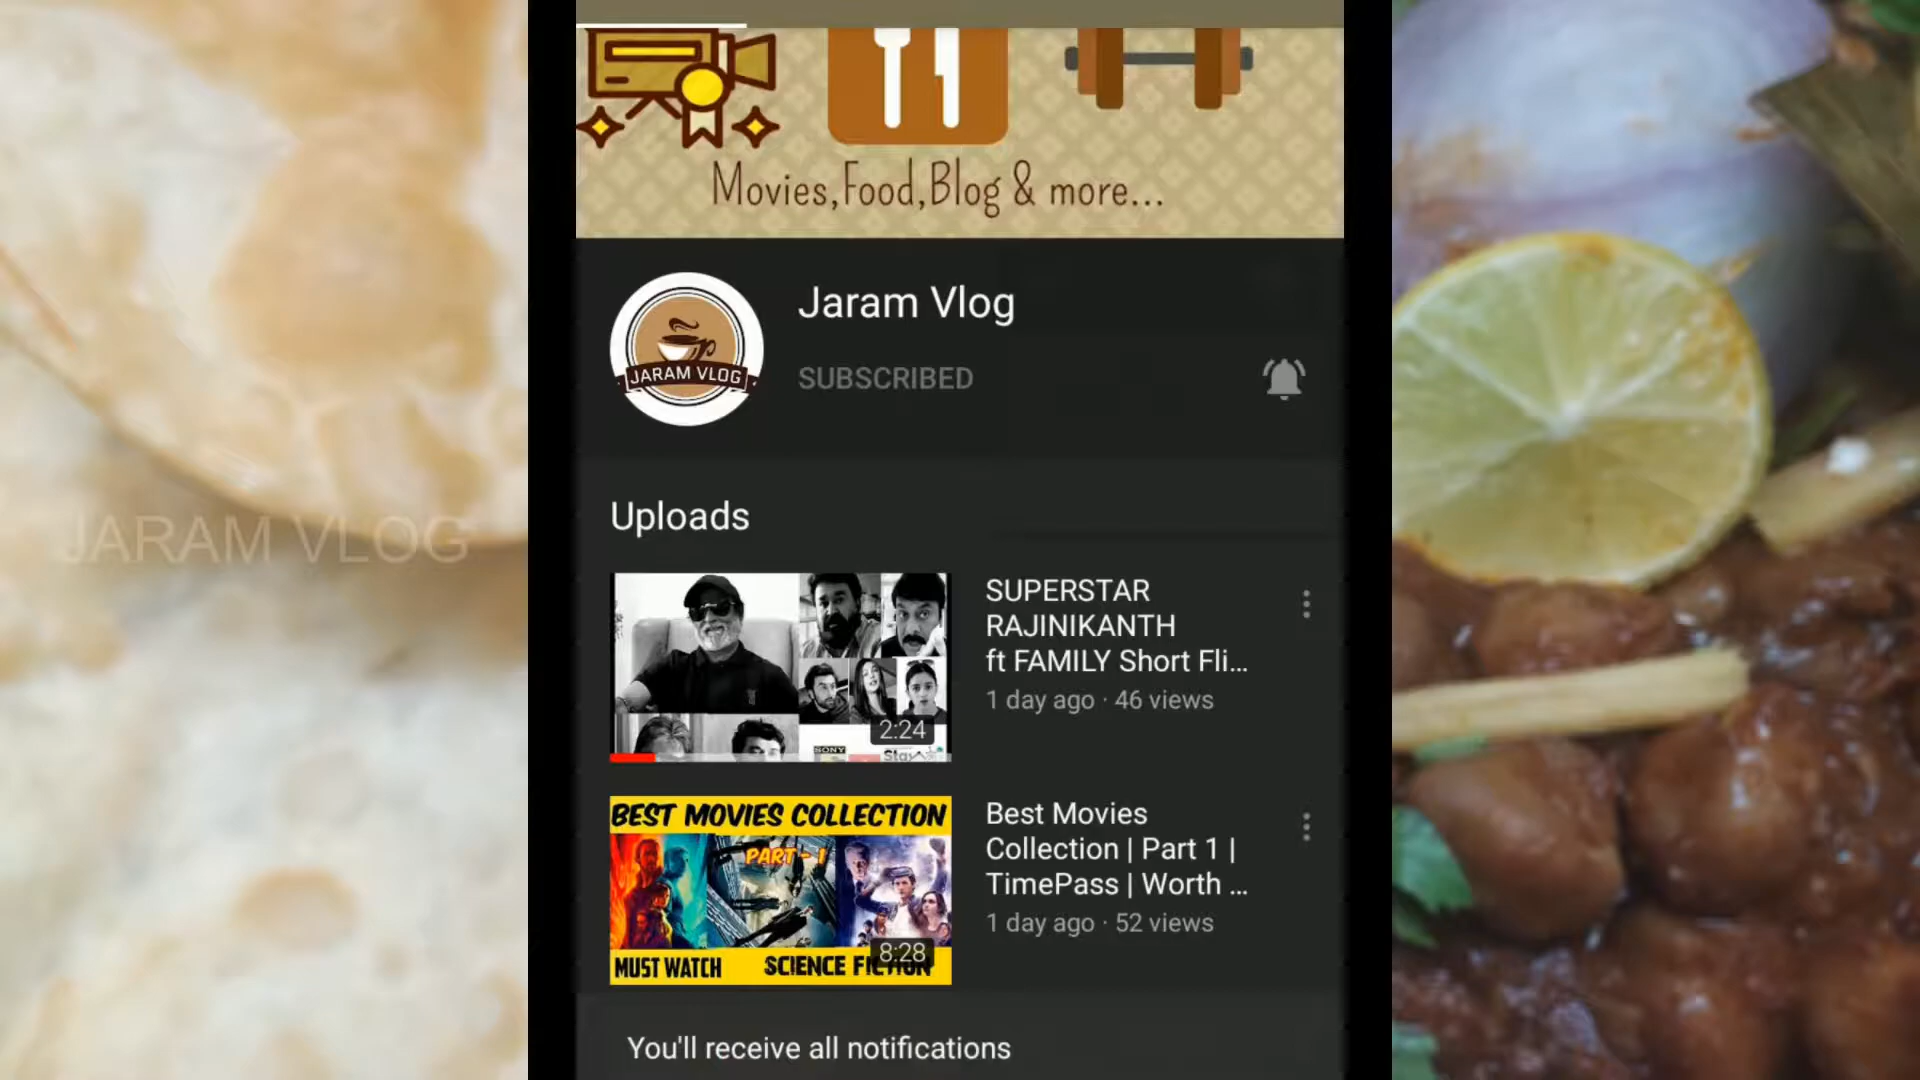 Movies,Food,Blog & more...
JARAM VLOG
Jaram Vlog
SUBSCRIBED
Uploads
JARAM VLOG
SUPERSTAR
RAJINIKANTH
ft FAMILY Short Fli...
1 day ago · 46 views
SONY
2:24
BEST MOVIES COLLECTION
PART - 1
8:28
MUST WATCH
SCIENCE FICTION
Best Movies
Collection | Part 1 |
TimePass | Worth ...
1 day ago · 52 views
You'll receive all notifications